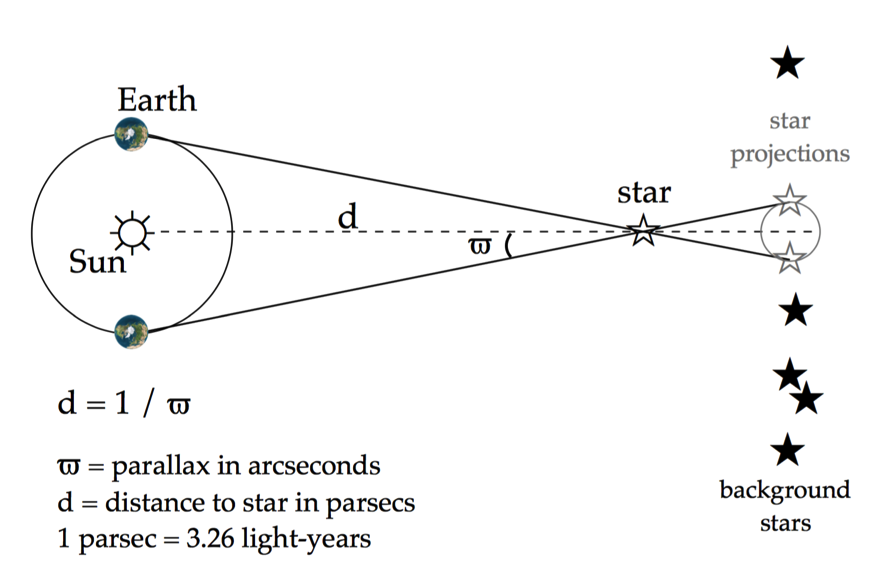 Earth
star
projections
star
d
ϖ
Sun
d = 1 / ϖ
ϖ = parallax in arcseconds
d = distance to star in parsecs
1 parsec = 3.26 light-years
background
stars